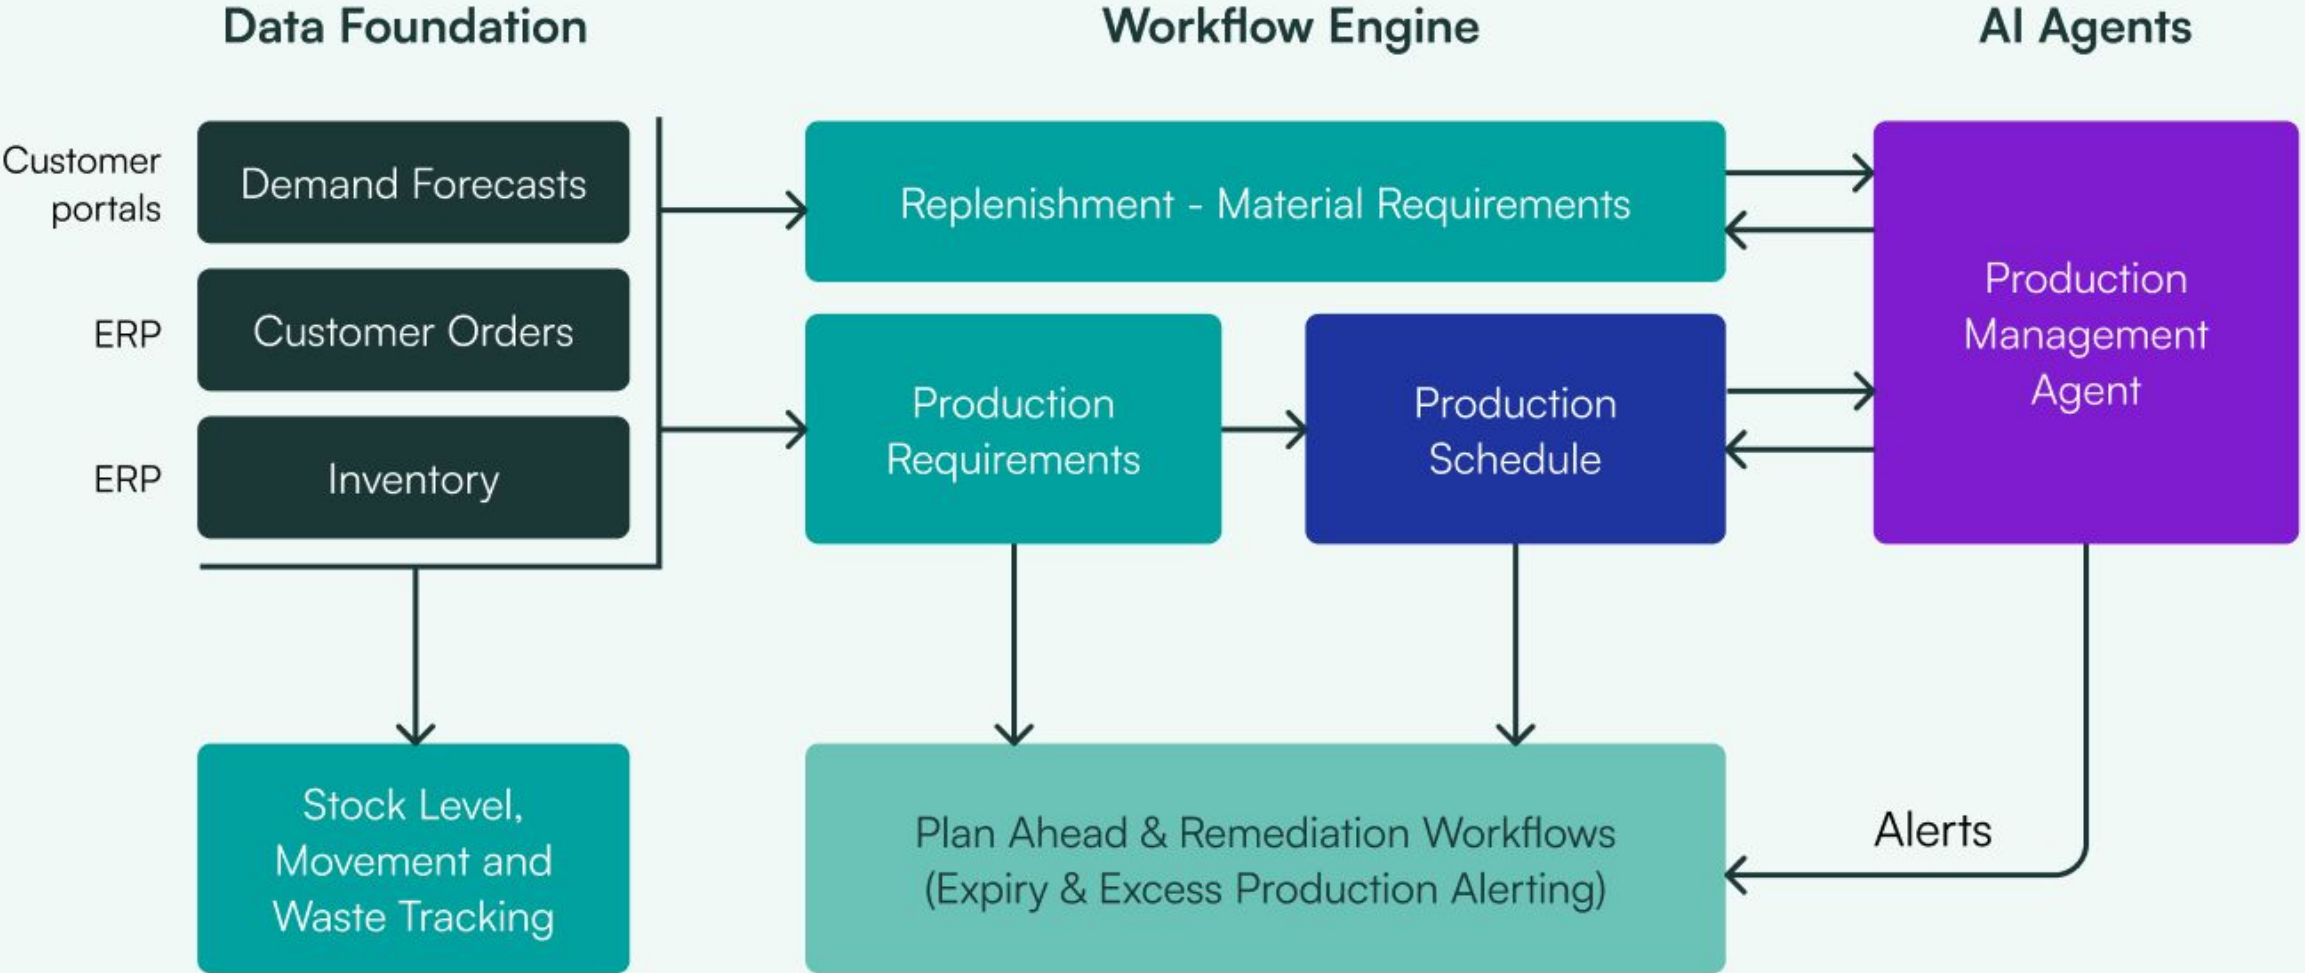 Data Foundation
Workflow Engine
AI Agents
Customer
portals
Demand Forecasts
ERP
Customer Orders
ERP
Inventory
Replenishment - Material Requirements
Production
Requirements
Production
Schedule
Production
Management
Agent
Stock Level,
Movement and
Waste Tracking
Plan Ahead & Remediation Workflows
(Expiry & Excess Production Alerting)
Alerts